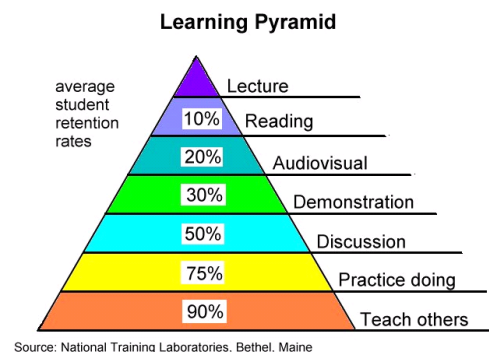 Learning Pyramid
average
student
retention
rates
Lecture
10% Reading
20% Audiovisual
30% Demonstration
50% Discussion
75% Practice doing
90% Teach others
Source: National Training Laboratories, Bethel, Maine